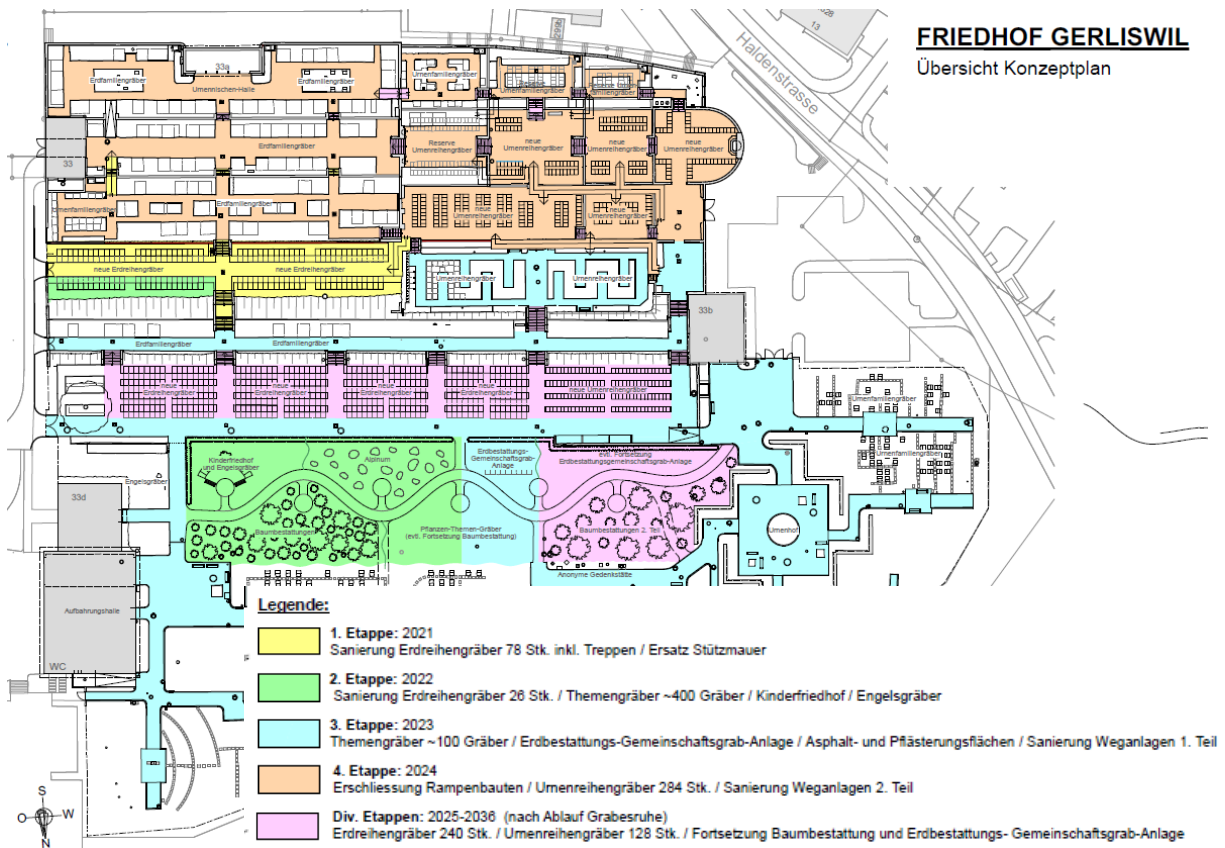 FRIEDHOF GERLISWIL
Übersicht Konzeptplan
Haldenstrasse
13
33a
Erdfamiliengräber
Erdfamiliengräber
Urnennischen-Halle
Urnenfamiliengräber
33
Erdfamiliengräber
Reserve
Urnenreihengräber
neue
Urnenreihengräber
neue
Urnenreihengräber
neue
Urnenreihengräber
Erdfamiliengräber
neue
Urnenreihengräber
neue
Urnenreihengräber
neue Erdreihengräber
neue Erdreihengräber
Urnenreihengräber
Urnenreihengräber
33b
Erdfamiliengräber
Erdfamiliengräber
neue
Erdreihengräber
neue
Erdreihengräber
neue
Erdreihengräber
neue
Erdreihengräber
neue Urnenreihengräber
Urnenfamiliengräber
Urnenfamiliengräber
Kinderfriedhof
und Engelsgräber
Alpinum
Erdbestattungs-
Gemeinschaftsgrab-
Anlage
evtl. Fortsetzung
Erdbestattungsgemeinschaftsgrab-Anlage
Engelsgräber
33d
Baumbestattungen
Pflanzen-Themen-Gräber
(evtl. Fortsetzung Baumbestattung)
Baumbestattungen 2. Teil
Urnenhof
Anonyme Gedenkstätte
Aufbahrungshalle
WC
Legende:
1. Etappe: 2021
Sanierung Erdreihengräber 78 Stk. inkl. Treppen / Ersatz Stützmauer
2. Etappe: 2022
Sanierung Erdreihengräber 26 Stk. / Themengräber ~400 Gräber / Kinderfriedhof / Engelsgräber
3. Etappe: 2023
Themengräber ~100 Gräber / Erdbestattungs-Gemeinschaftsgrab-Anlage / Asphalt- und Pflästerungsflächen / Sanierung Weganlagen 1. Teil
4. Etappe: 2024
Erschliessung Rampenbauten / Urnenreihengräber 284 Stk. / Sanierung Weganlagen 2. Teil
Div. Etappen: 2025-2036 (nach Ablauf Grabesruhe)
Erdreihengräber 240 Stk. / Urnenreihengräber 128 Stk. / Fortsetzung Baumbestattung und Erdbestattungs- Gemeinschaftsgrab-Anlage
S
O
W
N